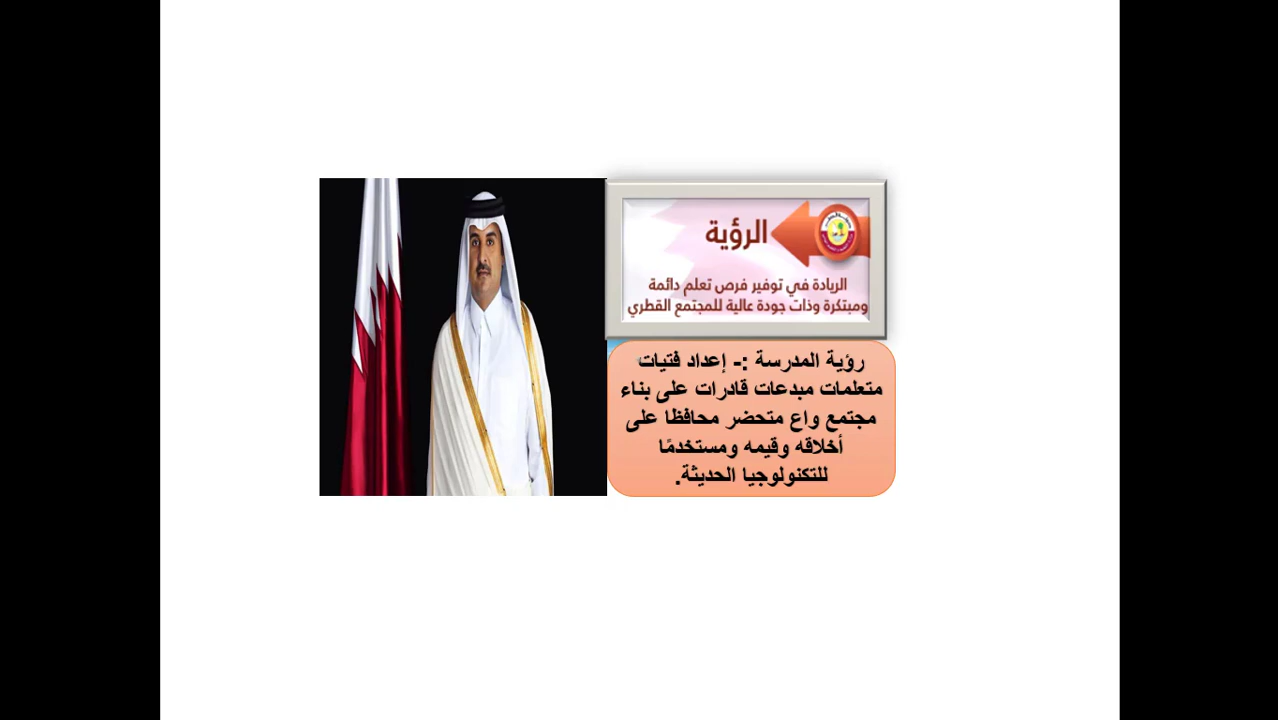 الرؤية
الريادة في توفير فرص تعلم دائمة
ومبتكرة وذات جودة عالية للمجتمع القطري
رؤية المدرسة :- إعداد فتيات
متعلمات مبدعات قادرات على بناء
مجتمع واع متحضر محافظا على
أخلاقه وقيمه ومستخدمًا
للتكنولوجيا الحديثة.